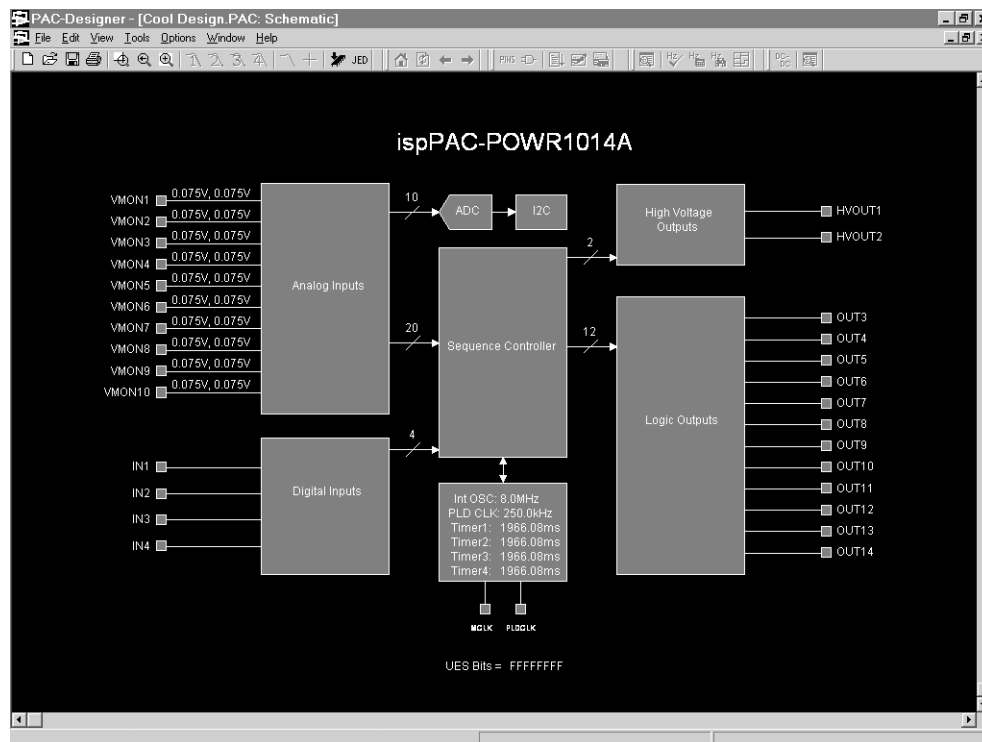 PAC-Designer - [Cool Design.PAC: Schematic]
File Edit View Tools Options Window Help
JED PINS DC-DC
ispPAC-POWR1014A
VMON1 0.075V, 0.075V
VMON2 0.075V, 0.075V
VMON3 0.075V, 0.075V
VMON4 0.075V, 0.075V
VMON5 0.075V, 0.075V
VMON6 0.075V, 0.075V
VMON7 0.075V, 0.075V
VMON8 0.075V, 0.075V
VMON9 0.075V, 0.075V
VMON10 0.075V, 0.075V
Analog Inputs
10
ADC
I2C
20
Sequence Controller
2
High Voltage
Outputs
HVOUT1
HVOUT2
12
Logic Outputs
OUT3
OUT4
OUT5
OUT6
OUT7
OUT8
OUT9
OUT10
OUT11
OUT12
OUT13
OUT14
IN1
IN2
IN3
IN4
Digital Inputs
4
Int OSC: 8.0MHz
PLD CLK: 250.0kHz
Timer1: 1966.08ms
Timer2: 1966.08ms
Timer3: 1966.08ms
Timer4: 1966.08ms
MCLK PLDCLK
UES Bits = FFFFFFFF